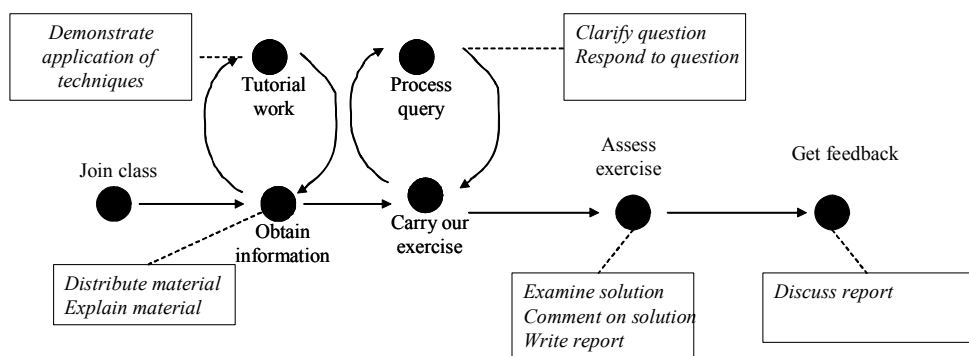 Demonstrate
application of
techniques
Tutorial
work
Process
query
Clarify question
Respond to question
Join class
Assess
exercise
Get feedback
Obtain
information
Carry our
exercise
Distribute material
Explain material
Examine solution
Comment on solution
Write report
Discuss report